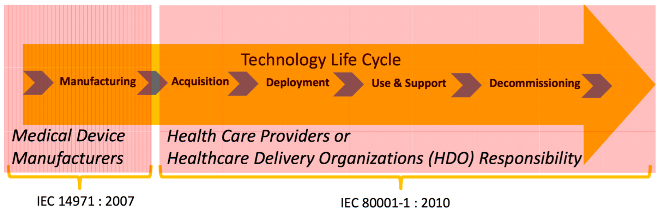 Technology Life Cycle
Manufacturing Acquisition Deployment Use & Support Decommissioning
Medical Device
Manufacturers
Health Care Providers or
Healthcare Delivery Organizations (HDO) Responsibility
IEC 14971 : 2007
IEC 80001-1 : 2010